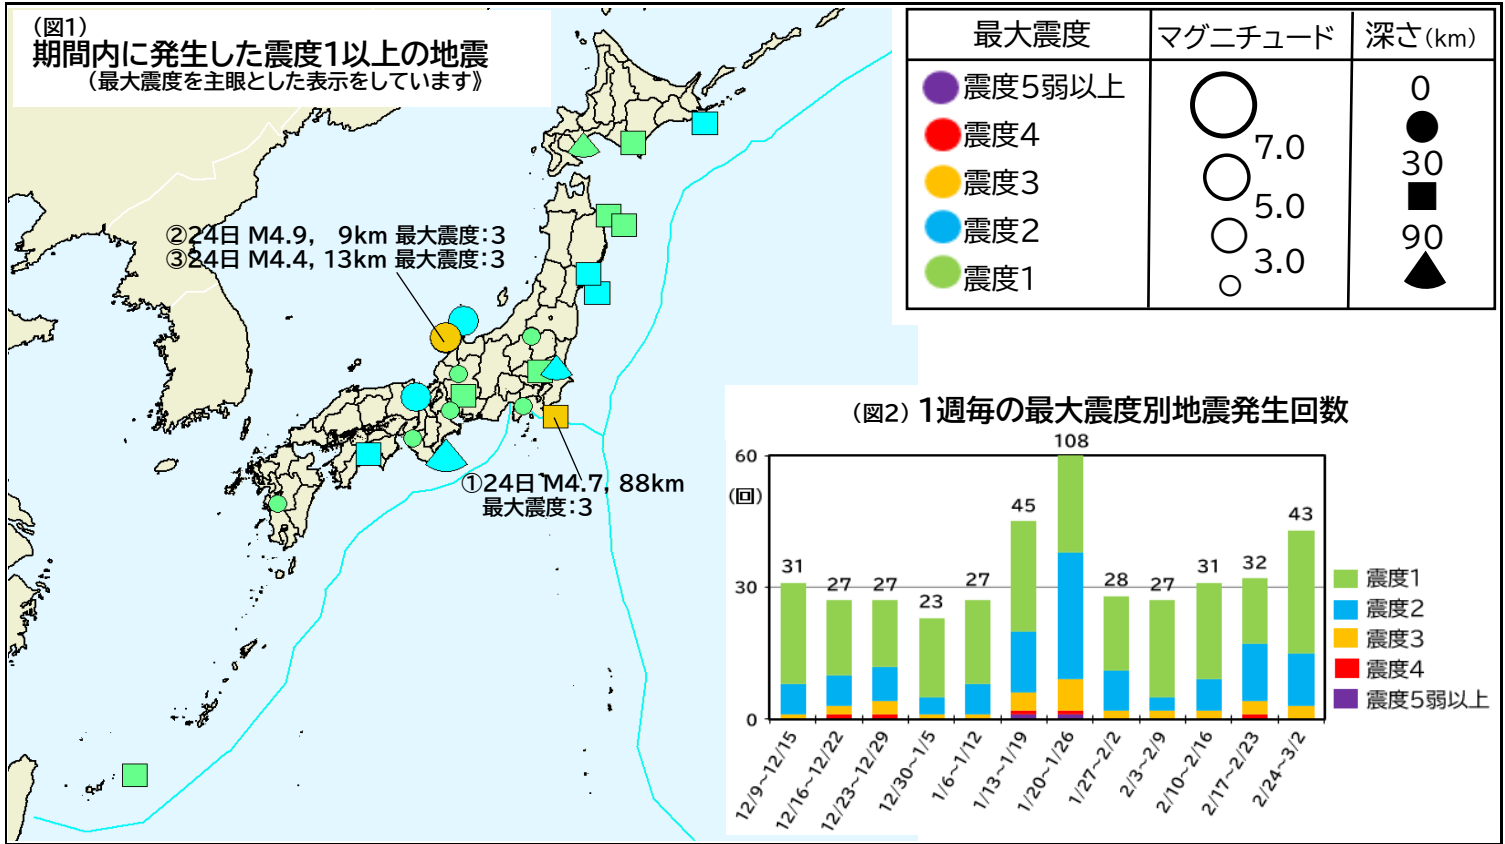 (図1)
期間内に発生した震度1以上の地震
(最大震度を主眼とした表示をしています》
②24日 M4.9, 9km 最大震度:3
③24日 M4.4, 13km 最大震度:3
①24日 M4.7, 88km
最大震度:3
最大震度 マグニチュード 深さ(km)
震度5弱以上
震度4
震度3
震度2
震度1
7.0
5.0
3.0
0
30
90
(図2) 1週毎の最大震度別地震発生回数
60
(回)
30
0
31
27
27
23
27
45
108
28
27
31
32
43
12/9~12/15
12/16~12/22
12/23~12/29
12/30~1/5
1/6~1/12
1/13~1/19
1/20~1/26
1/27~2/2
2/3~2/9
2/10~2/16
2/17~2/23
2/24~3/2
震度1
震度2
震度3
震度4
震度5弱以上